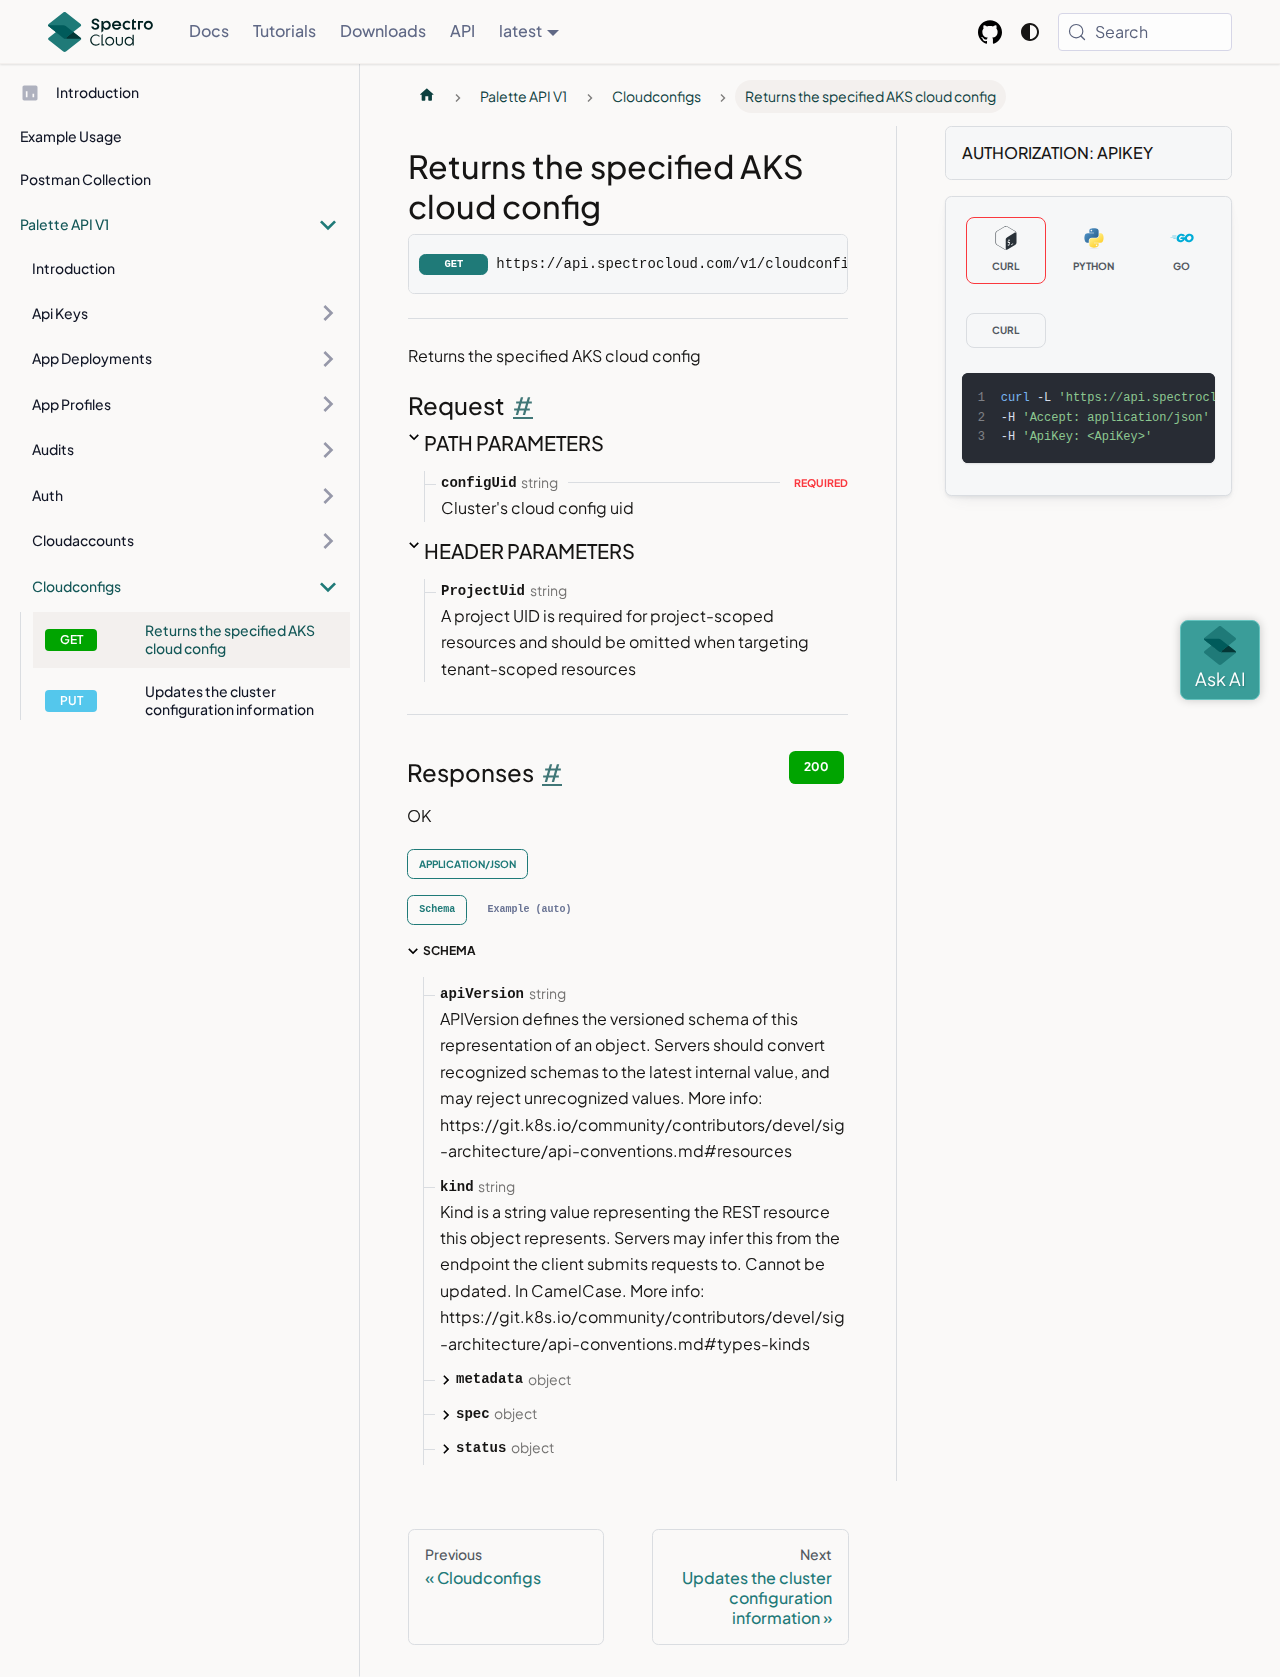 Spectro Cloud
Docs
Tutorials
Downloads
API
latest
Search
Introduction
Example Usage
Postman Collection
Palette API V1
Introduction
Api Keys
App Deployments
App Profiles
Audits
Auth
Cloudaccounts
Cloudconfigs
GET
Returns the specified AKS
cloud config
PUT
Updates the cluster
configuration information
Palette API V1
Cloudconfigs
Returns the specified AKS cloud config
Returns the specified AKS
cloud config
GET https://api.spectrocloud.com/v1/cloudconfi
Returns the specified AKS cloud config
Request #
PATH PARAMETERS
configUid string REQUIRED
Cluster's cloud config uid
HEADER PARAMETERS
ProjectUid string
A project UID is required for project-scoped
resources and should be omitted when targeting
tenant-scoped resources
Responses #
200
OK
APPLICATION/JSON
Schema
Example (auto)
SCHEMA
apiVersion string
APIVersion defines the versioned schema of this
representation of an object. Servers should convert
recognized schemas to the latest internal value, and
may reject unrecognized values. More info:
https://git.k8s.io/community/contributors/devel/sig
-architecture/api-conventions.md#resources
kind string
Kind is a string value representing the REST resource
this object represents. Servers may infer this from the
endpoint the client submits requests to. Cannot be
updated. In CamelCase. More info:
https://git.k8s.io/community/contributors/devel/sig
-architecture/api-conventions.md#types-kinds
metadata object
spec object
status object
Previous
« Cloudconfigs
Next
Updates the cluster
configuration
information »
AUTHORIZATION: APIKEY
CURL
PYTHON
GO
CURL
1 curl -L 'https://api.spectrocl
2 -H 'Accept: application/json'
3 -H 'ApiKey: <ApiKey>'
Ask AI